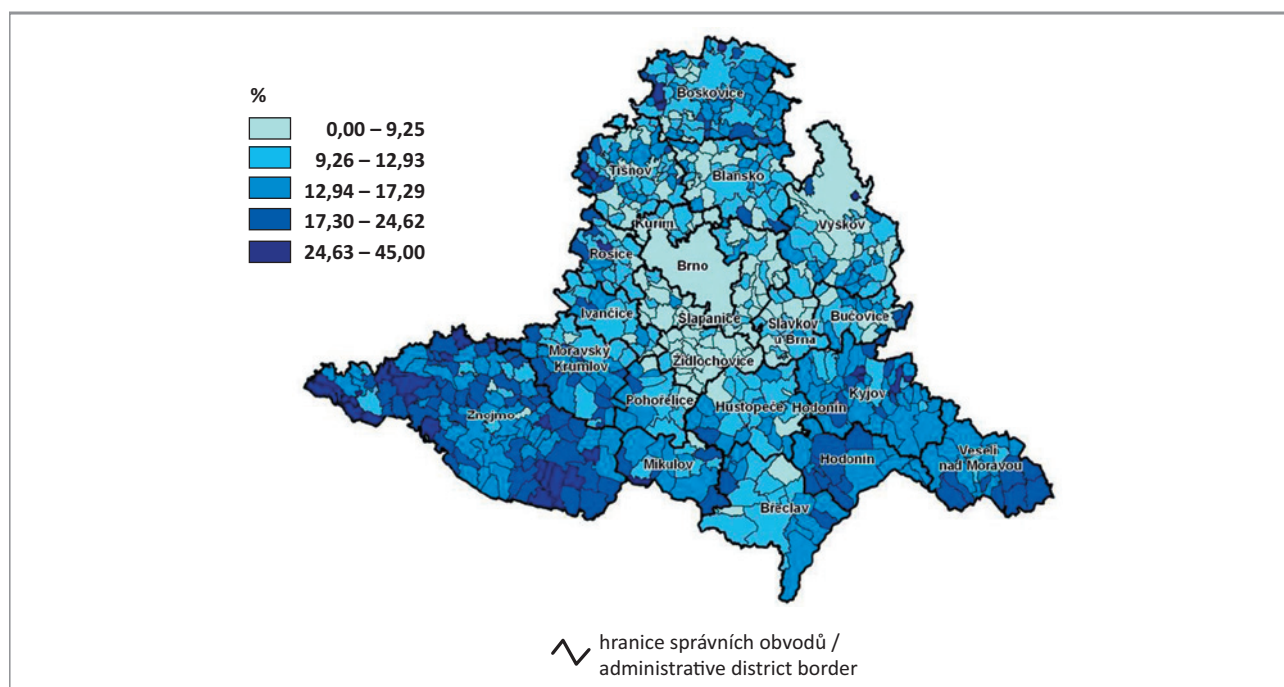 %
0,00 – 9,25
9,26 – 12,93
12,94 – 17,29
17,30 – 24,62
24,63 – 45,00
Boskovice
Tišnov
Blansko
Vyškov
Kuřim
Rosice
Brno
Ivančice
Šlapanice
Slavkov
u Brna
Bučovice
Moravský
Krumlov
Židlochovice
Kyjov
Pohořelice
Hustopeče
Hodonín
Znojmo
Veselí
nad Moravou
Mikulov
Hodonín
Břeclav
hranice správních obvodů /
administrative district border